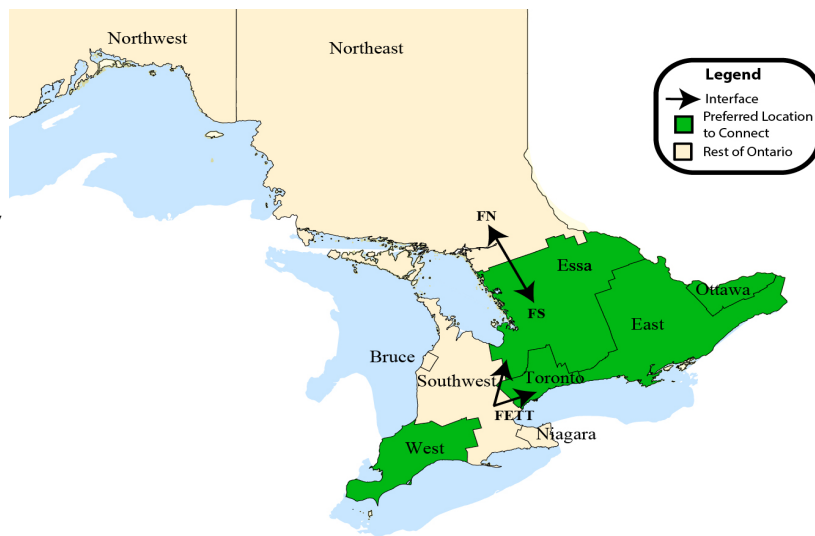 Northwest
Northeast
Legend
Interface
Preferred Location
to Connect
Rest of Ontario
FN
Essa
Ottawa
FS
East
Bruce
Southwest
Toronto
FETT
Niagara
West